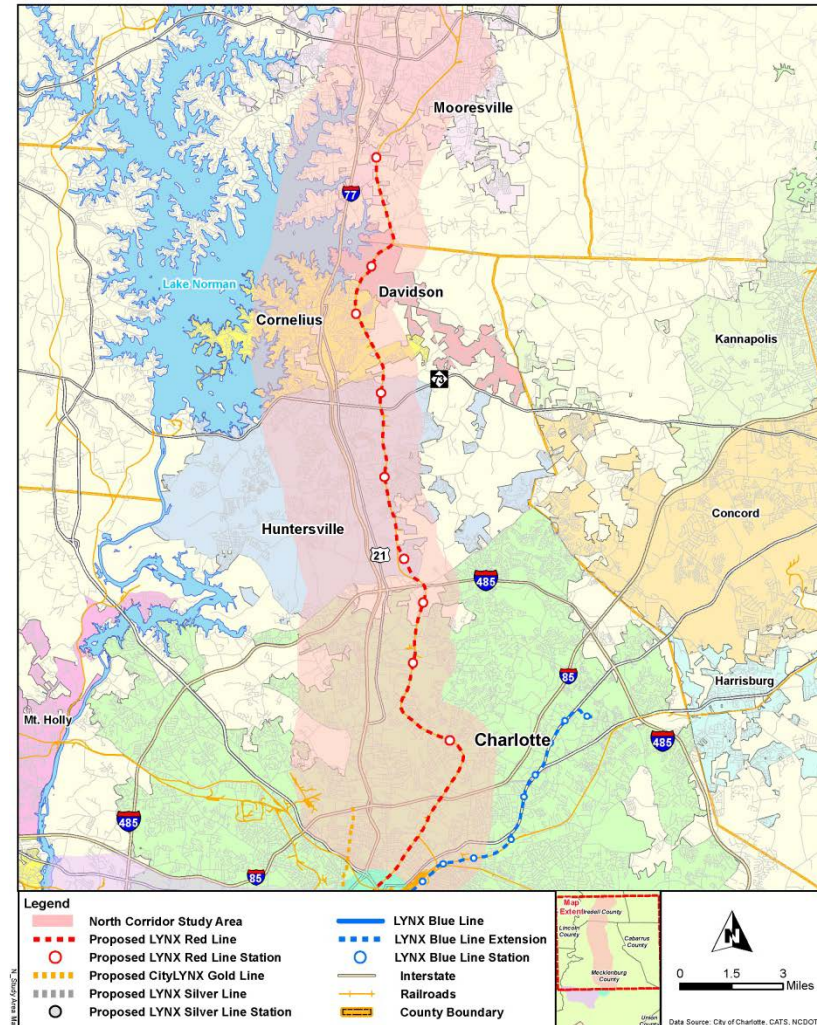 Mooresville
77
Lake Norman
Davidson
Cornelius
Kannapolis
73
Concord
Huntersville
21
485
85
Harrisburg
Mt. Holly
Charlotte
485
485
85
Legend
North Corridor Study Area
Proposed LYNX Red Line
Proposed LYNX Red Line Station
Proposed CityLYNX Gold Line
Proposed LYNX Silver Line
Proposed LYNX Silver Line Station
LYNX Blue Line
LYNX Blue Line Extension
LYNX Blue Line Station
Interstate
Railroads
County Boundary
Map
Extent
Lincoln
County
Cabarrus
County
Mecklenburg
County
Union
County
N
0 1.5 3
Miles
Data Source: City of Charlotte, CATS, NCDOT